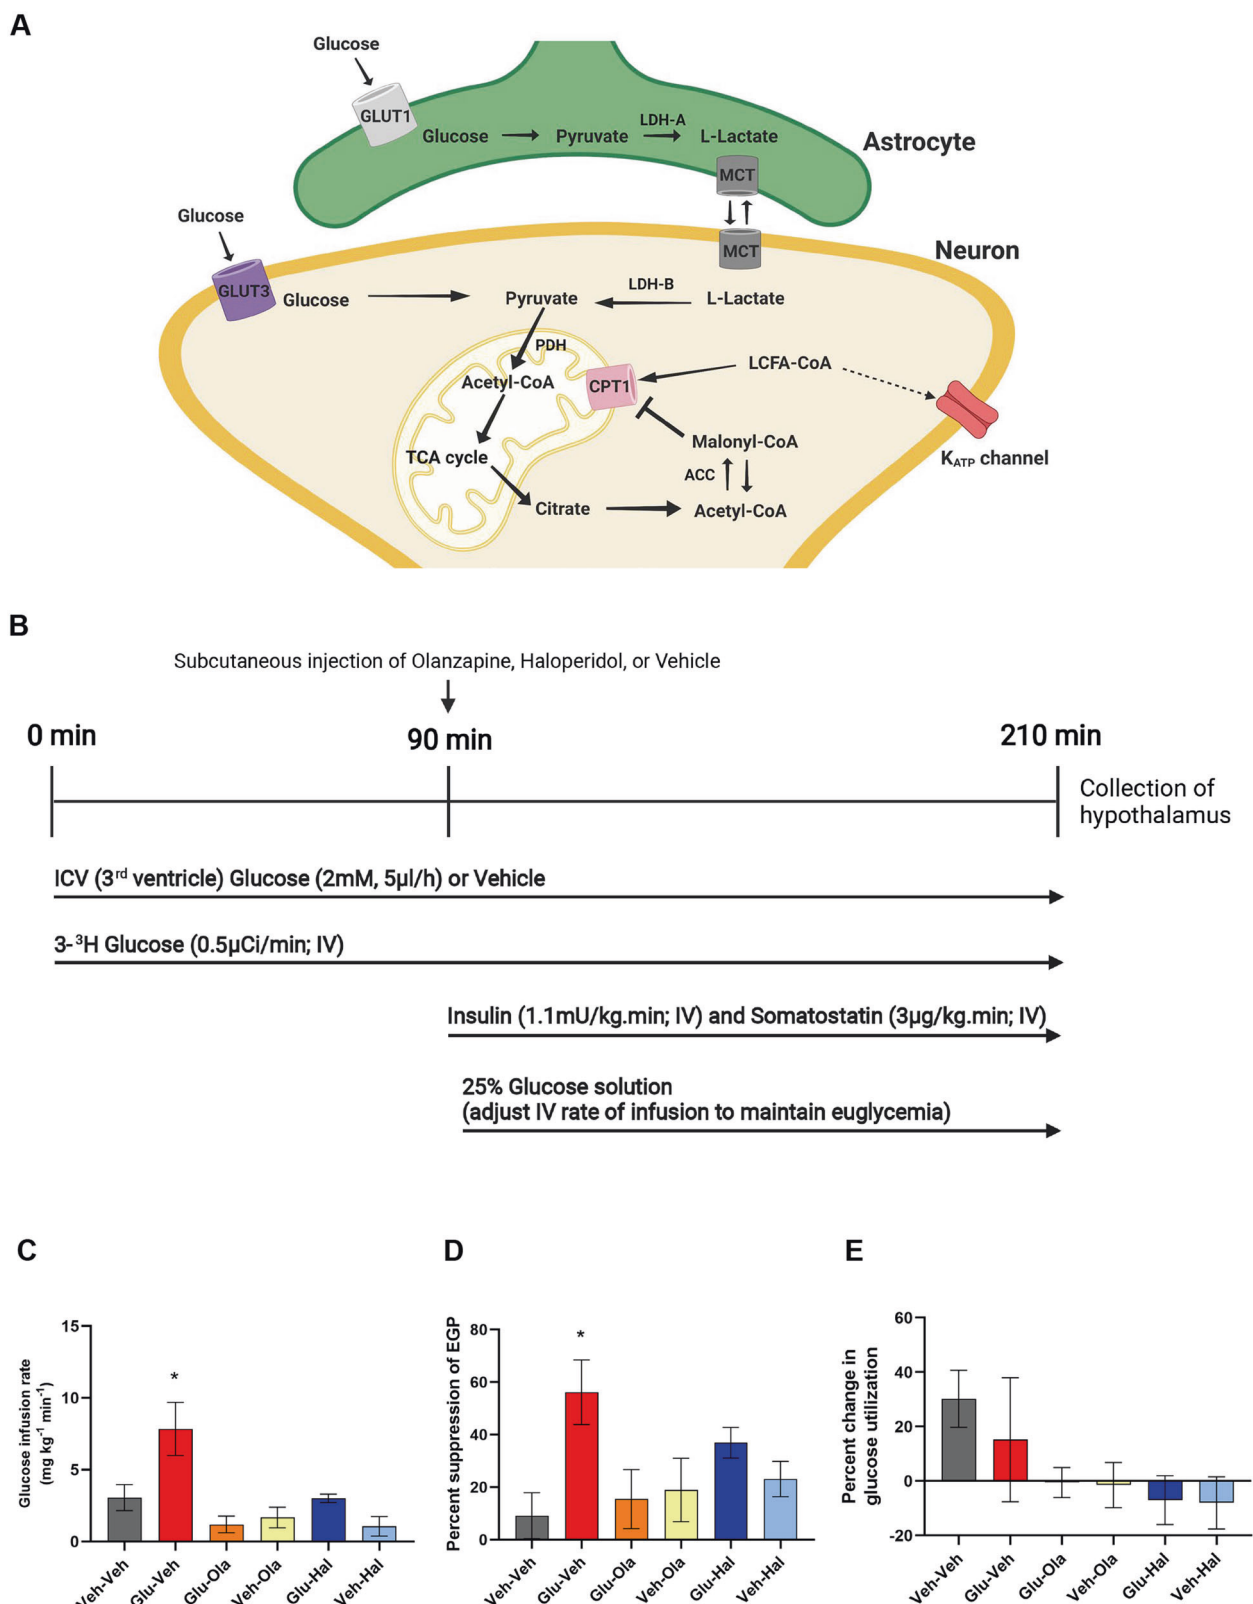 A
Glucose
GLUT1
Glucose
Pyruvate
LDH-A
L-Lactate
Astrocyte
MCT
Glucose
MCT
Neuron
GLUT3
Glucose
Pyruvate
LDH-B
L-Lactate
PDH
Acetyl-CoA
CPT1
LCFA-CoA
TCA cycle
Malonyl-CoA
K_ATP channel
ACC
Citrate
Acetyl-CoA
B
Subcutaneous injection of Olanzapine, Haloperidol, or Vehicle
0 min
90 min
210 min
Collection of
hypothalamus
ICV (3rd ventricle) Glucose (2mM, 5µl/h) or Vehicle
3-³H Glucose (0.5µCi/min; IV)
Insulin (1.1mU/kg.min; IV) and Somatostatin (3µg/kg.min; IV)
25% Glucose solution
(adjust IV rate of infusion to maintain euglycemia)
C
Glucose infusion rate
(mg kg⁻¹ min⁻¹)
15
10
5
0
*
Veh-Veh
Glu-Veh
Glu-Ola
Veh-Ola
Glu-Hal
Veh-Hal
D
Percent suppression of EGP
80
60
40
20
0
*
Veh-Veh
Glu-Veh
Glu-Ola
Veh-Ola
Glu-Hal
Veh-Hal
E
Percent change in
glucose utilization
60
40
20
0
-20
Veh-Veh
Glu-Veh
Glu-Ola
Veh-Ola
Glu-Hal
Veh-Hal